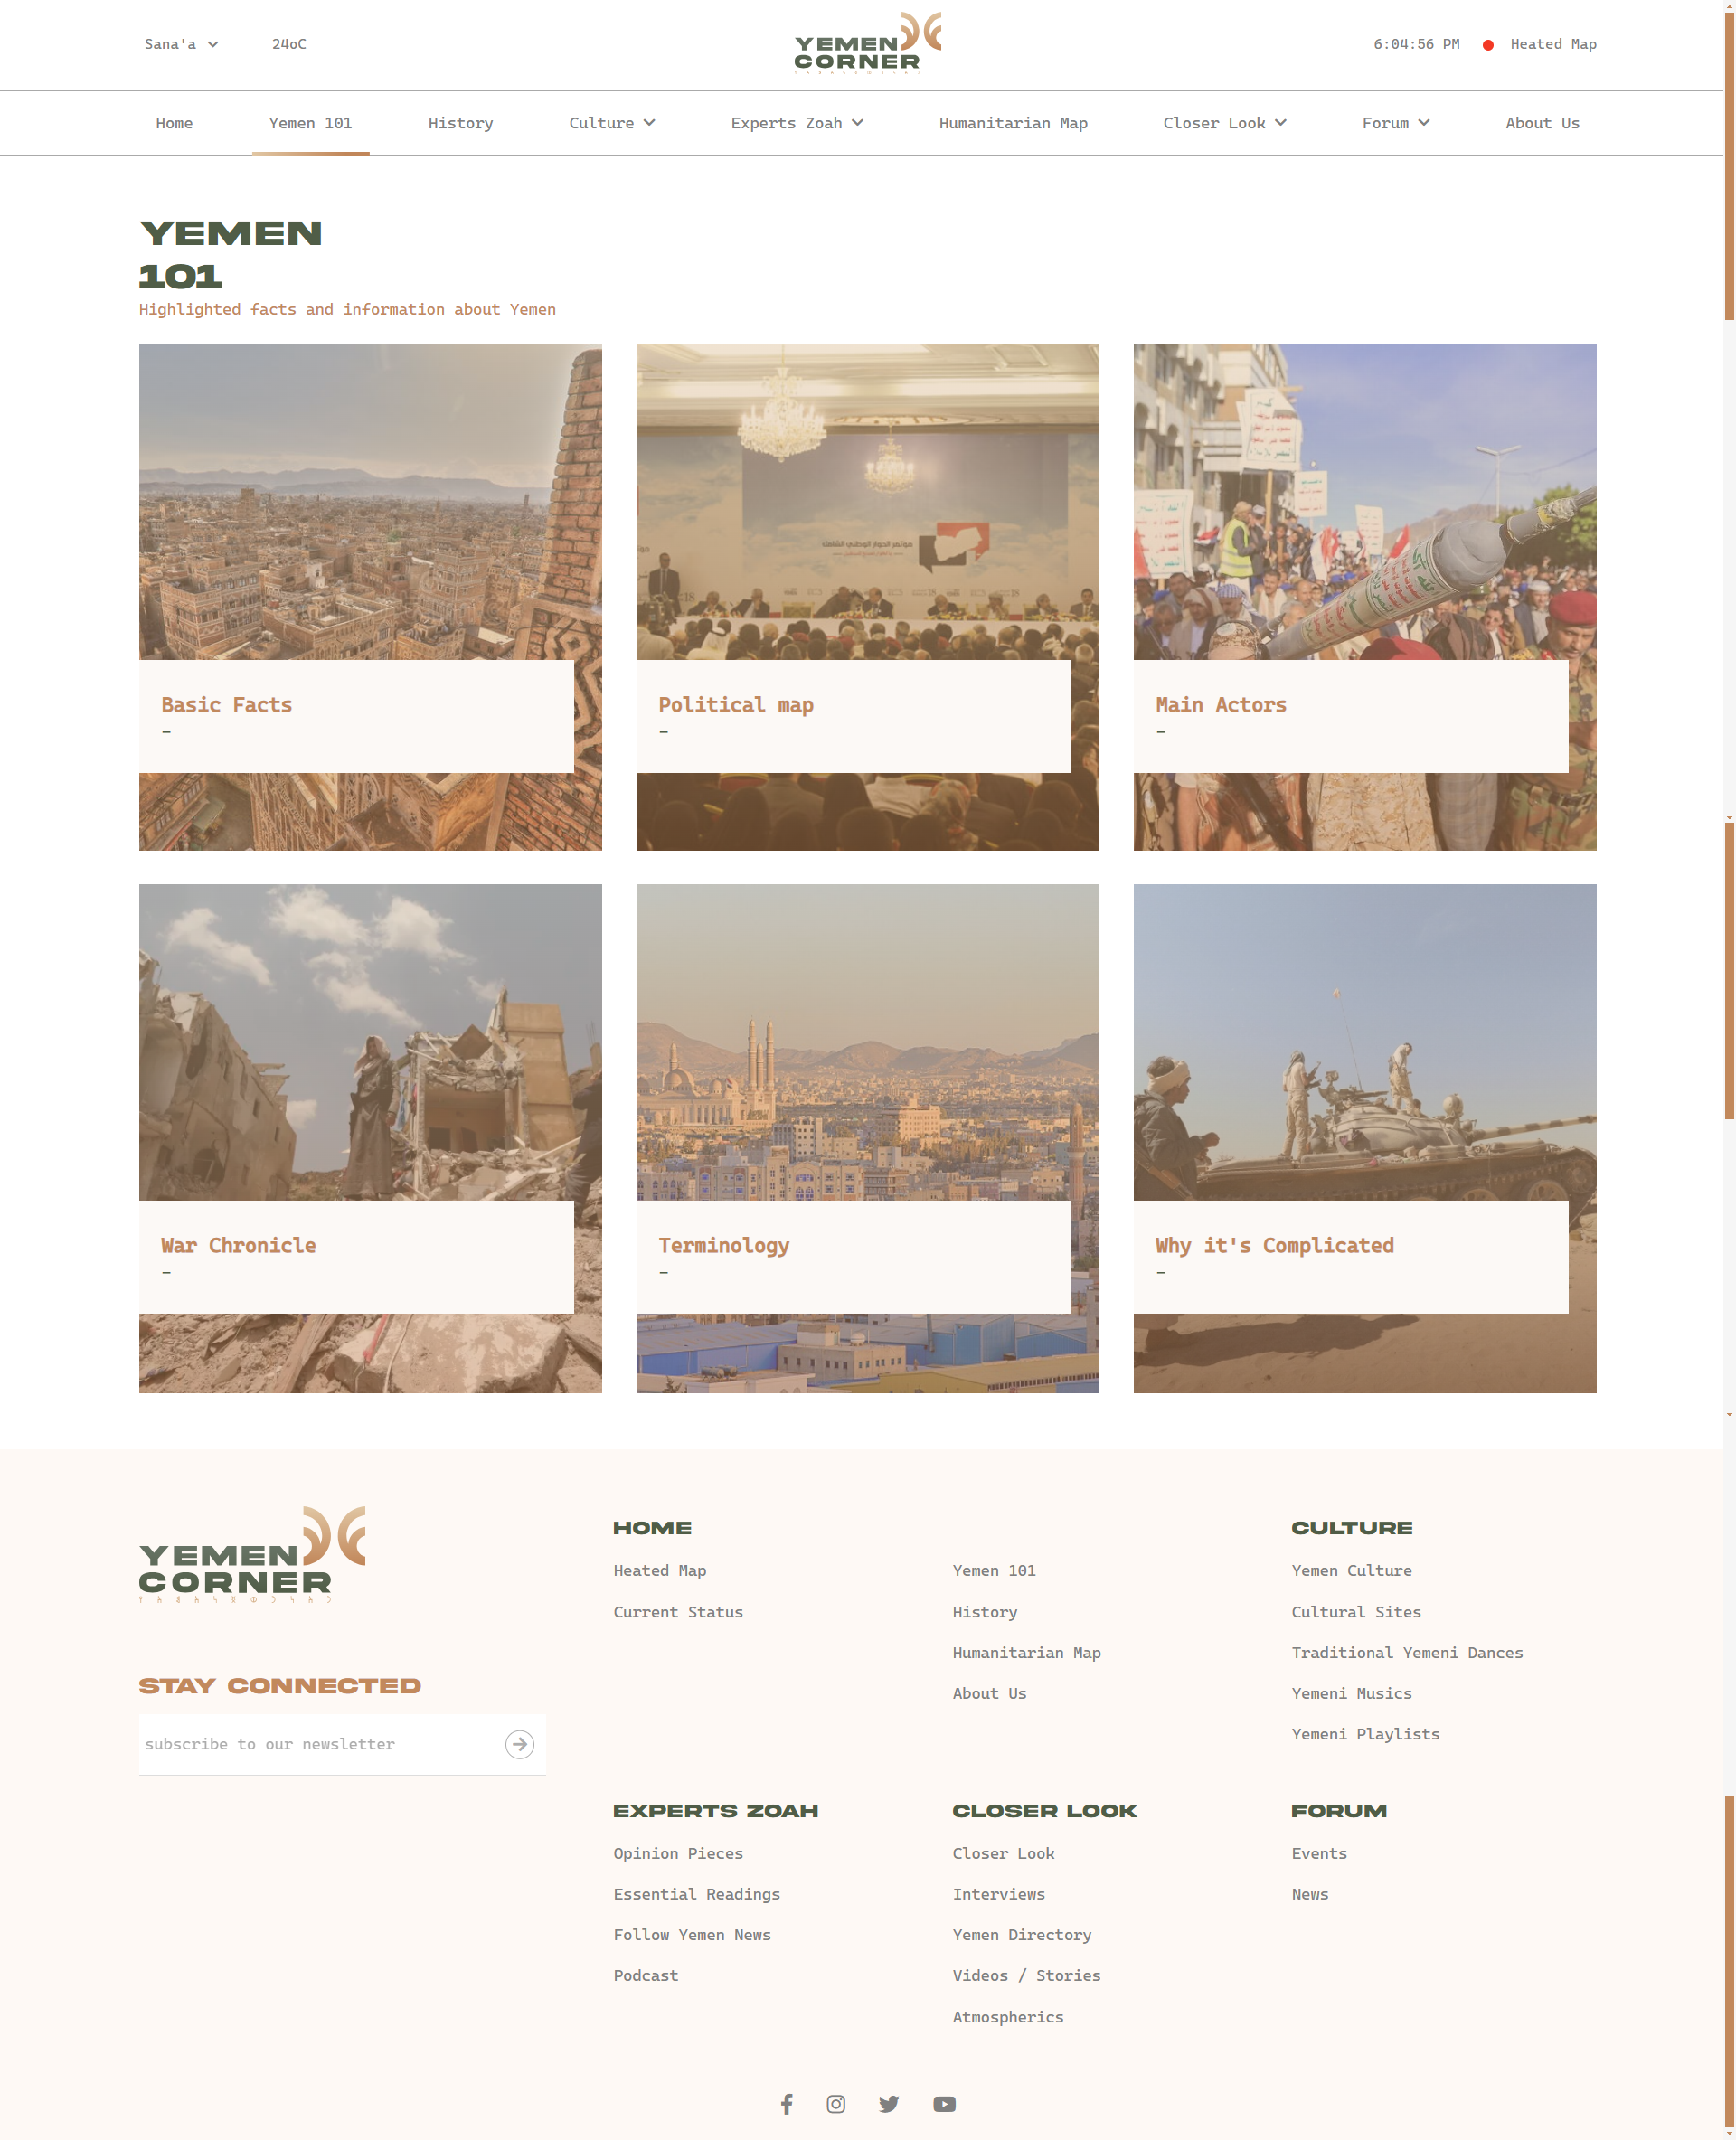 Sana'a
24oC
YEMEN
CORNER
6:04:56 PM
Heated Map
Home
Yemen 101
History
Culture
Experts Zoah
Humanitarian Map
Closer Look
Forum
About Us
YEMEN
101
Highlighted facts and information about Yemen
مؤتمر الحوار الوطني الشامل
Basic Facts
–
Political map
–
Main Actors
–
War Chronicle
–
Terminology
–
Why it's Complicated
–
YEMEN
CORNER
STAY CONNECTED
subscribe to our newsletter
HOME
Heated Map
Current Status
Yemen 101
History
Humanitarian Map
About Us
CULTURE
Yemen Culture
Cultural Sites
Traditional Yemeni Dances
Yemeni Musics
Yemeni Playlists
EXPERTS ZOAH
Opinion Pieces
Essential Readings
Follow Yemen News
Podcast
CLOSER LOOK
Closer Look
Interviews
Yemen Directory
Videos / Stories
Atmospherics
FORUM
Events
News